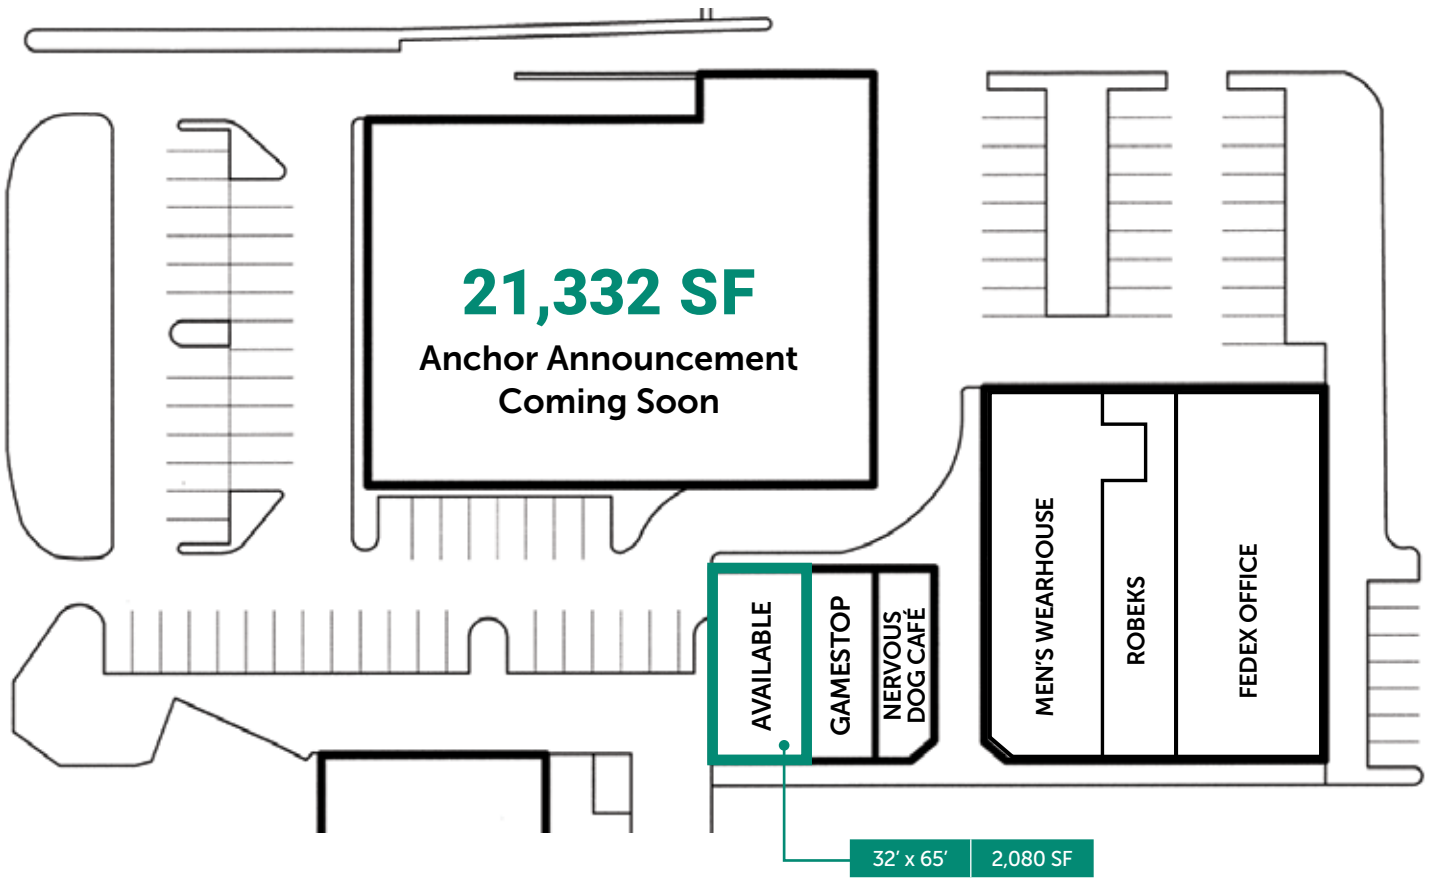 21,332 SF
Anchor Announcement
Coming Soon
AVAILABLE
GAMESTOP
NERVOUS
DOG CAFÉ
MEN'S WEARHOUSE
ROBEKS
FEDEX OFFICE
32' x 65'
2,080 SF